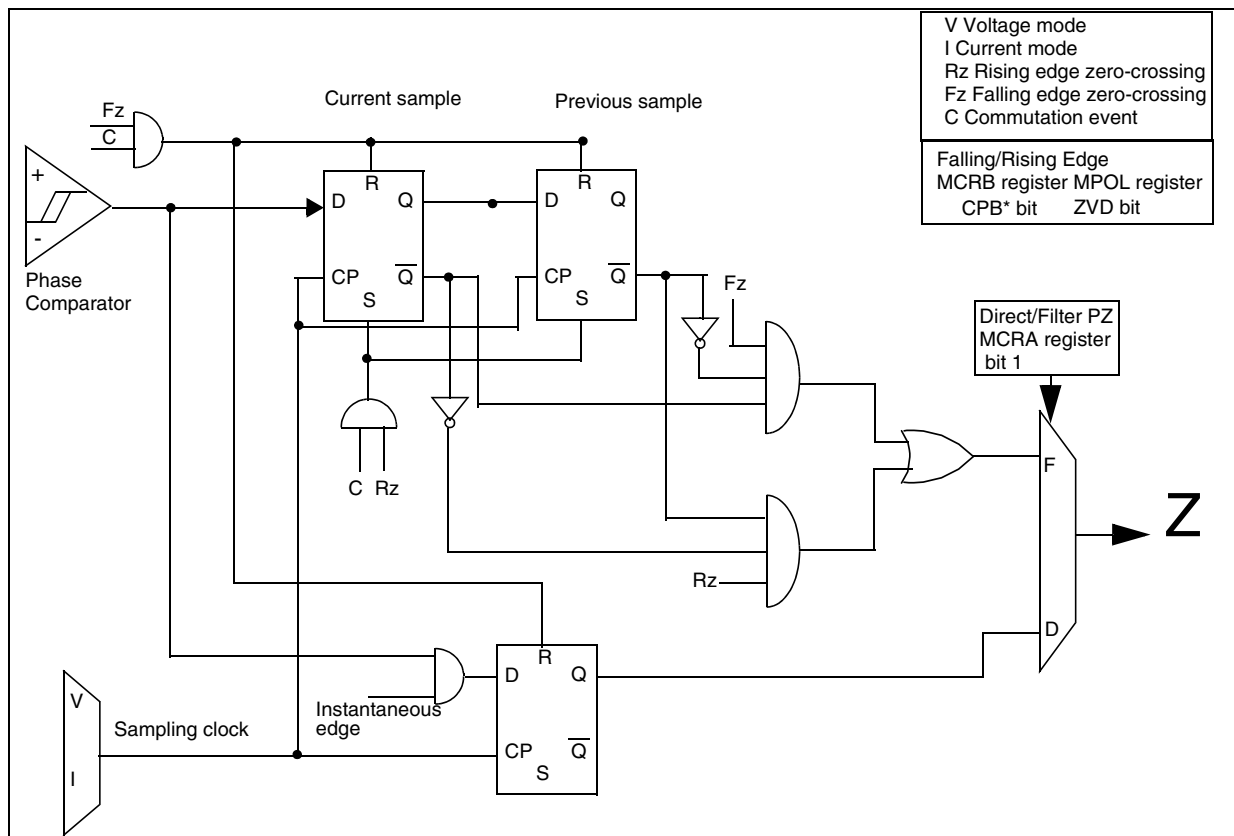 V Voltage mode
I Current mode
Rz Rising edge zero-crossing
Fz Falling edge zero-crossing
C Commutation event
Falling/Rising Edge
MCRB register MPOL register
CPB* bit ZVD bit
Current sample
Previous sample
Fz
C
+
-
Phase
Comparator
R
D Q
CP Q
S
R
D Q
CP Q
S
C Rz
Fz
Rz
Direct/Filter PZ
MCRA register
bit 1
F
D
Z
Instantaneous
edge
R
D Q
CP Q
S
V
I
Sampling clock